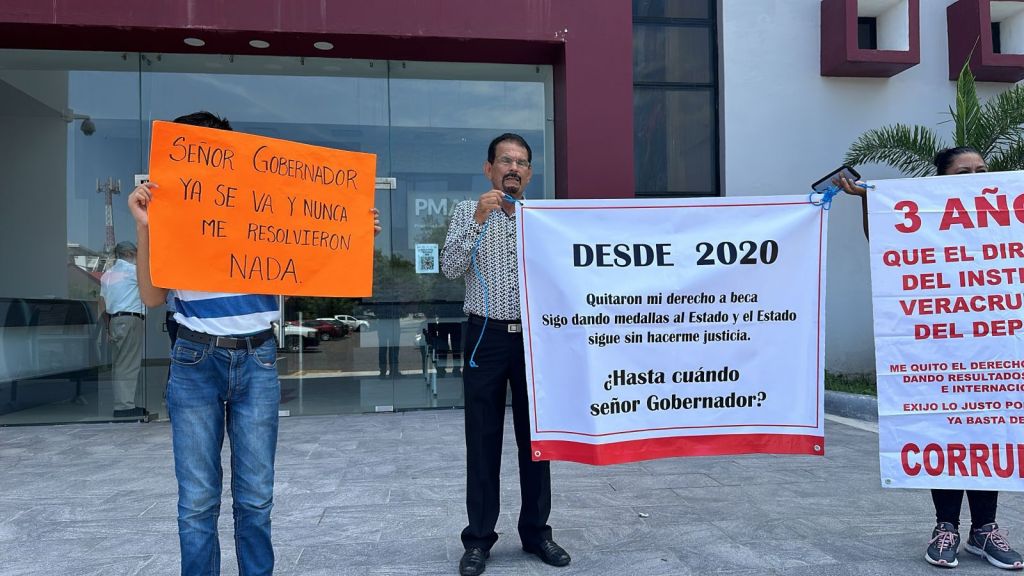 SEÑOR GOBERNADOR
YA SE VA Y NUNCA
ME RESOLVIERON
NADA.
PMA
DESDE 2020
Quitaron mi derecho a beca
Sigo dando medallas al Estado y el Estado
sigue sin hacerme justicia.
¿Hasta cuándo
señor Gobernador?
3 AÑO
QUE EL DIR
DEL INSTI
VERACRU
DEL DEP
ME QUITO EL DERECHO
DANDO RESULTADOS
E INTERNACIO
EXIJO LO JUSTO PO
YA BASTA DE
CORRU